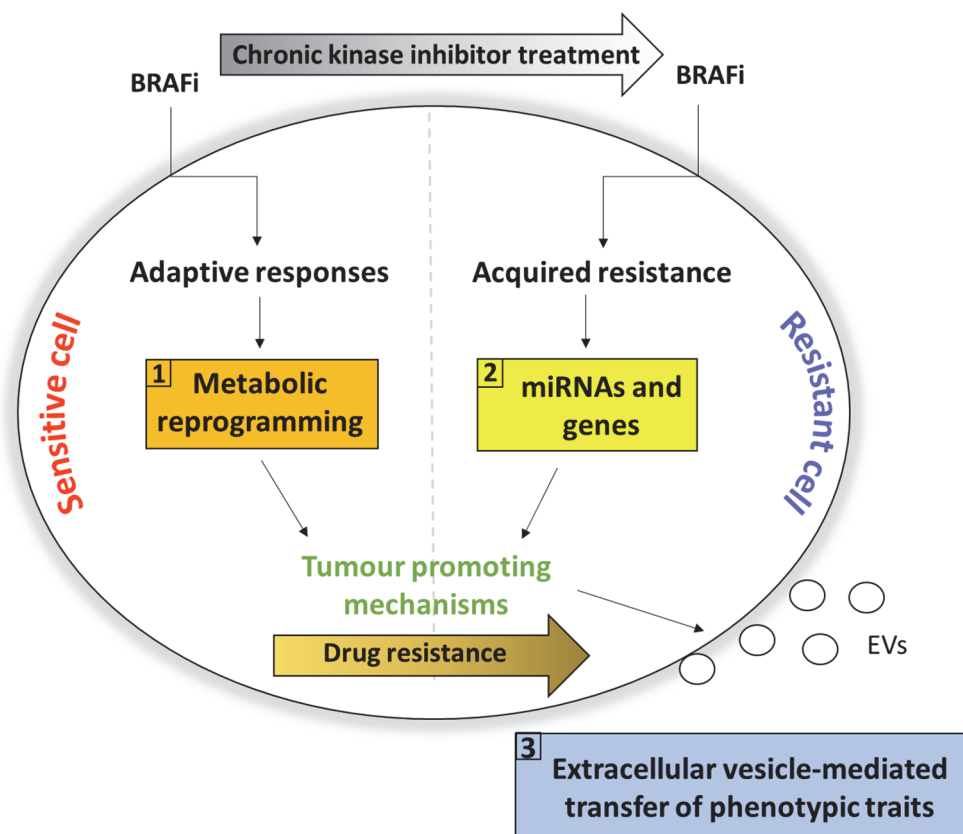 Chronic kinase inhibitor treatment
BRAFi
BRAFi
Adaptive responses
Acquired resistance
Sensitive cell
Resistant cell
1
Metabolic
reprogramming
2
miRNAs and
genes
Tumour promoting
mechanisms
Drug resistance
EVs
3
Extracellular vesicle-mediated
transfer of phenotypic traits